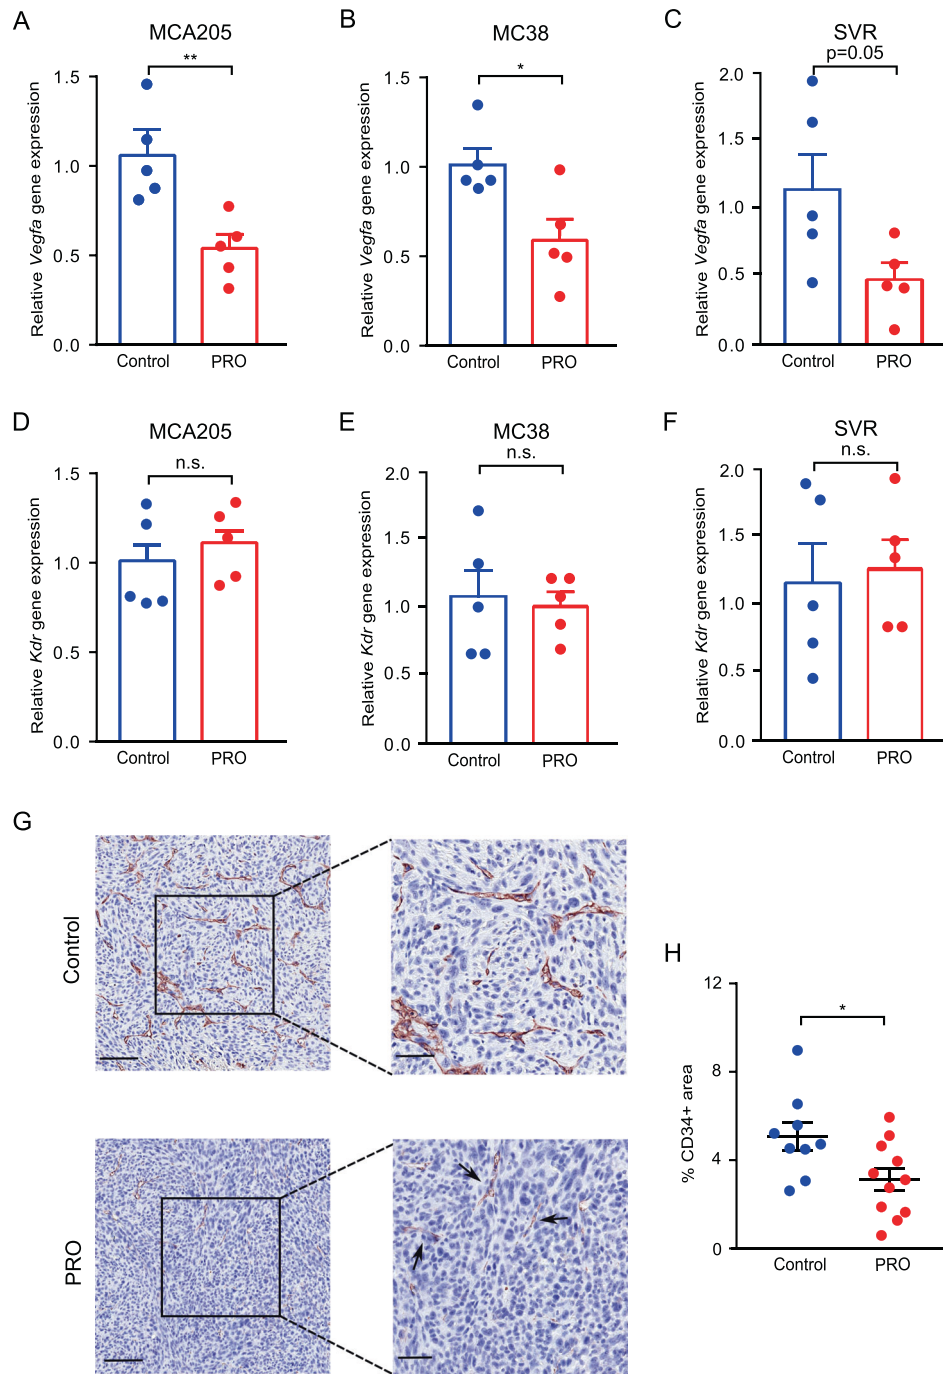 A
MCA205
**
Relative Vegfa gene expression
1.5
1.0
0.5
0.0
Control
PRO
B
MC38
*
Relative Vegfa gene expression
1.5
1.0
0.5
0.0
Control
PRO
C
SVR
p=0.05
Relative Vegfa gene expression
2.0
1.5
1.0
0.5
0.0
Control
PRO
D
MCA205
n.s.
Relative Kdr gene expression
1.5
1.0
0.5
0.0
Control
PRO
E
MC38
n.s.
Relative Kdr gene expression
2.0
1.5
1.0
0.5
0.0
Control
PRO
F
SVR
n.s.
Relative Kdr gene expression
2.0
1.5
1.0
0.5
0.0
Control
PRO
G
Control
PRO
H
*
% CD34+ area
12
8
4
0
Control
PRO